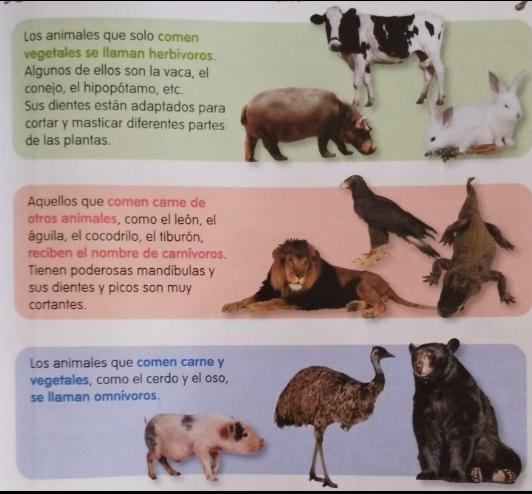 Los animales que solo comen
vegetales se llaman herbívoros.
Algunos de ellos son la vaca, el
conejo, el hipopótamo, etc.
Sus dientes están adaptados para
cortar y masticar diferentes partes
de las plantas.
Aquellos que comen carne de
otros animales, como el león, el
águila, el cocodrilo, el tiburón,
reciben el nombre de carnívoros.
Tienen poderosas mandíbulas y
sus dientes y picos son muy
cortantes.
Los animales que comen carne y
vegetales, como el cerdo y el oso,
se llaman omnívoros.